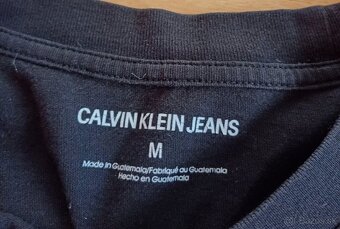 CALVIN KLEIN JEANS
M
Made in Guatemala/Fabriqué au Guatemala
Hecho en Guatemala